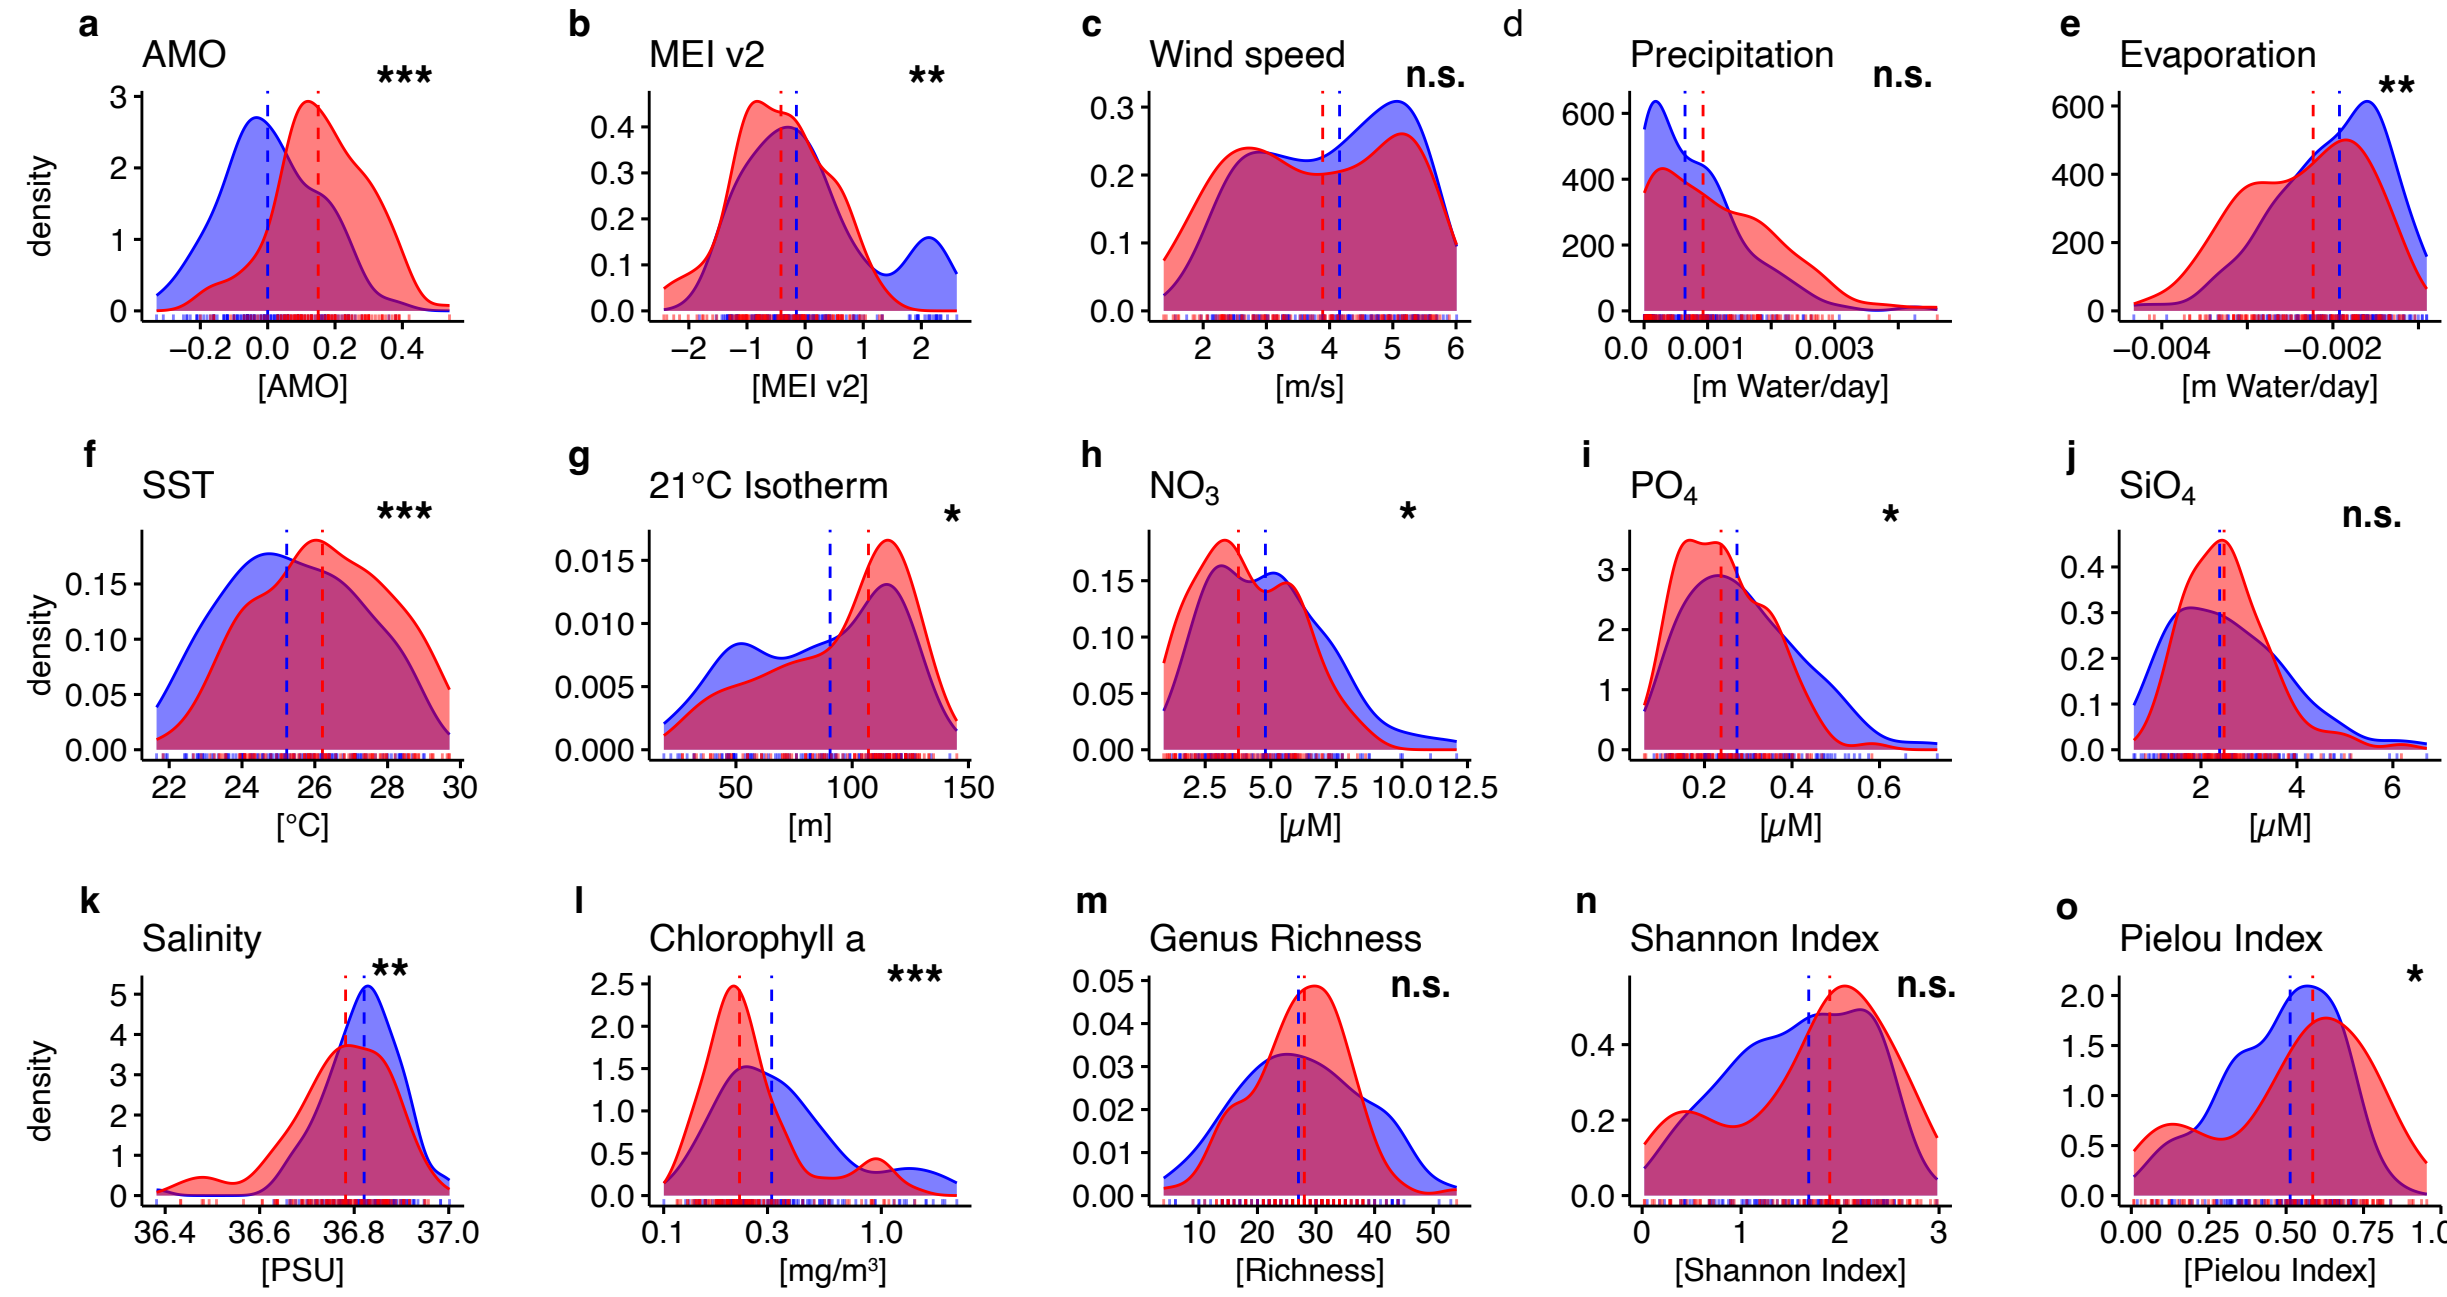 a
AMO
***
b
MEI v2
**
c
Wind speed
n.s.
d
Precipitation
n.s.
e
Evaporation
**
density
3
2
1
0
−0.2 0.0 0.2 0.4
[AMO]
0.4
0.3
0.2
0.1
0.0
−2 −1 0 1 2
[MEI v2]
0.3
0.2
0.1
0.0
2 3 4 5 6
[m/s]
600
400
200
0
0.0 0.001 0.003
[m Water/day]
600
400
200
0
−0.004 −0.002
[m Water/day]
f
SST
***
g
21°C Isotherm
*
h
NO₃
*
i
PO₄
*
j
SiO₄
n.s.
density
0.15
0.10
0.05
0.00
22 24 26 28 30
[°C]
0.015
0.010
0.005
0.000
50 100 150
[m]
0.15
0.10
0.05
0.00
2.5 5.0 7.5 10.0 12.5
[µM]
3
2
1
0
0.2 0.4 0.6
[µM]
0.4
0.3
0.2
0.1
0.0
2 4 6
[µM]
k
Salinity
**
l
Chlorophyll a
***
m
Genus Richness
n.s.
n
Shannon Index
n.s.
o
Pielou Index
*
density
5
4
3
2
1
0
36.4 36.6 36.8 37.0
[PSU]
2.5
2.0
1.5
1.0
0.5
0.0
0.1 0.3 1.0
[mg/m³]
0.05
0.04
0.03
0.02
0.01
0.00
10 20 30 40 50
[Richness]
0.4
0.2
0.0
0 1 2 3
[Shannon Index]
2.0
1.5
1.0
0.5
0.0
0.00 0.25 0.50 0.75
[Pielou Index]